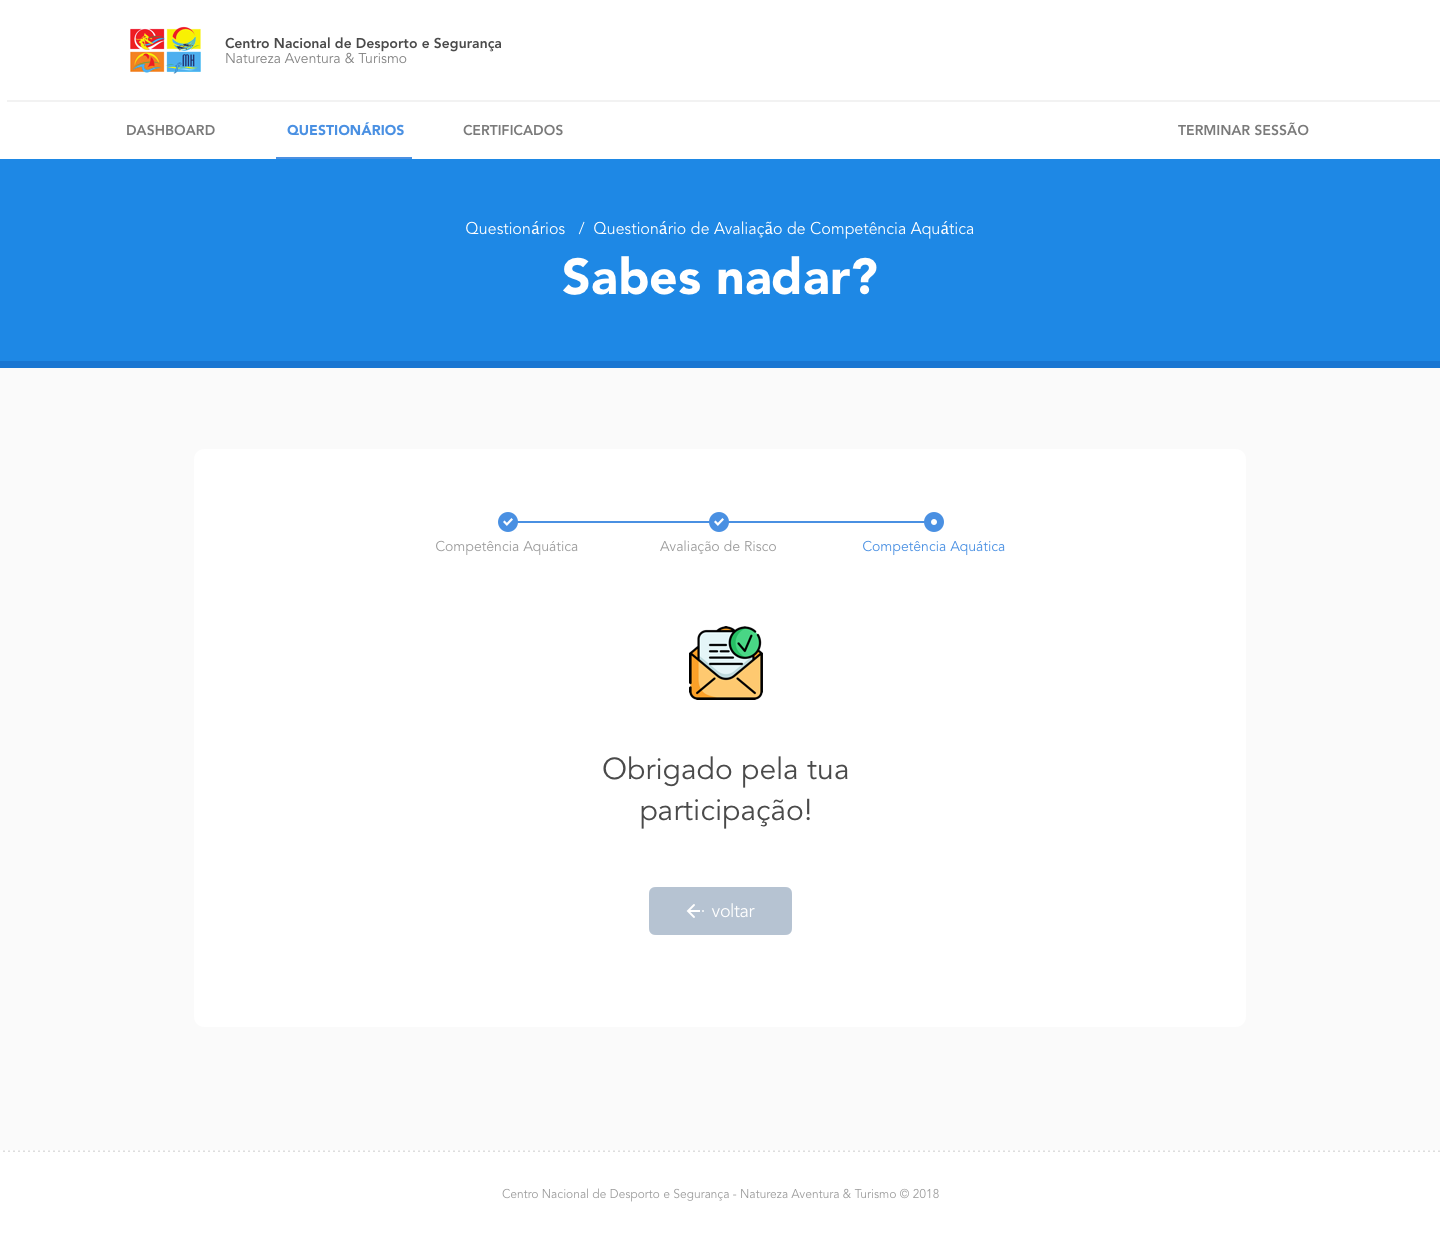 Centro Nacional de Desporto e Segurança
Natureza Aventura & Turismo
MH
DASHBOARD
QUESTIONÁRIOS
CERTIFICADOS
TERMINAR SESSÃO
Questionários / Questionário de Avaliação de Competência Aquática
Sabes nadar?
Competência Aquática
Avaliação de Risco
Competência Aquática
Obrigado pela tua
participação!
voltar
Centro Nacional de Desporto e Segurança - Natureza Aventura & Turismo © 2018